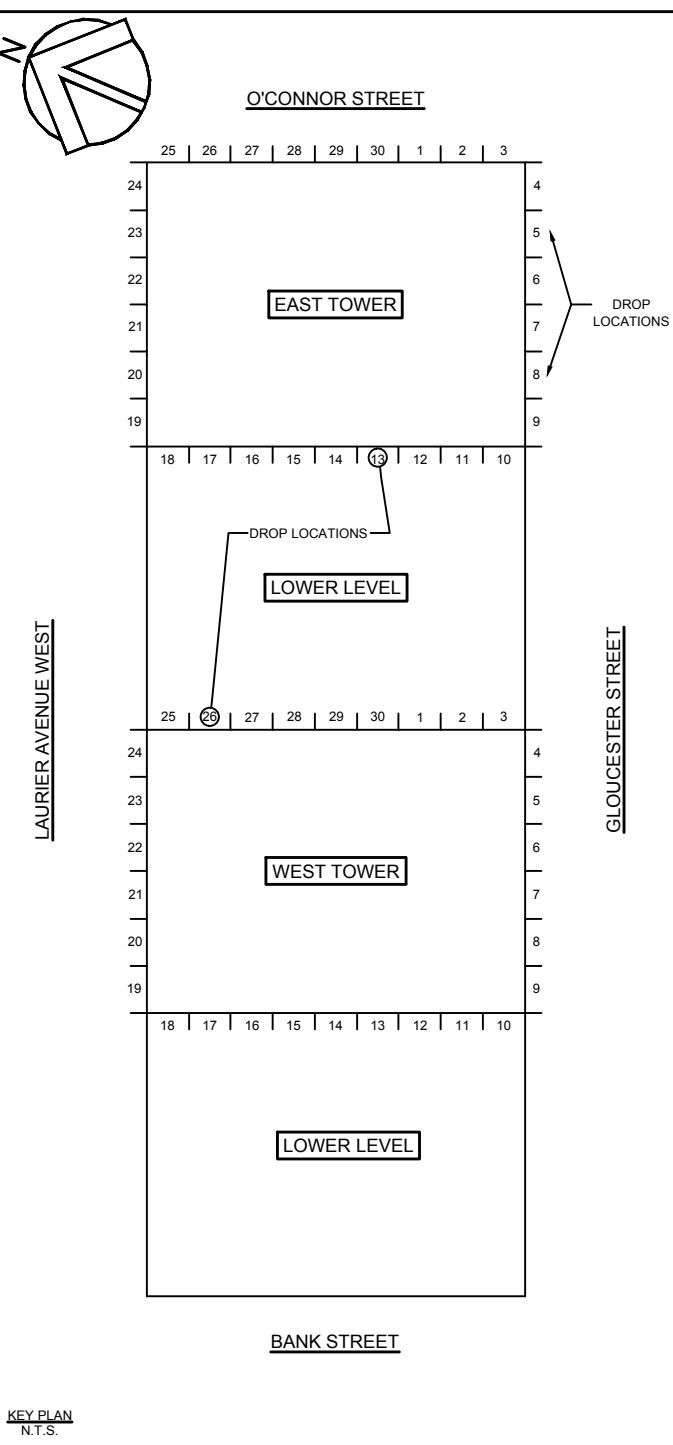 N
O'CONNOR STREET
25 26 27 28 29 30 1 2 3
24 4
23 5
22 6
EAST TOWER
DROP
LOCATIONS
21 7
20 8
19 9
18 17 16 15 14 13 12 11 10
DROP LOCATIONS
LOWER LEVEL
LAURIER AVENUE WEST
GLOUCESTER STREET
25 26 27 28 29 30 1 2 3
24 4
23 5
22 6
WEST TOWER
21 7
20 8
19 9
18 17 16 15 14 13 12 11 10
LOWER LEVEL
BANK STREET
KEY PLAN
N.T.S.